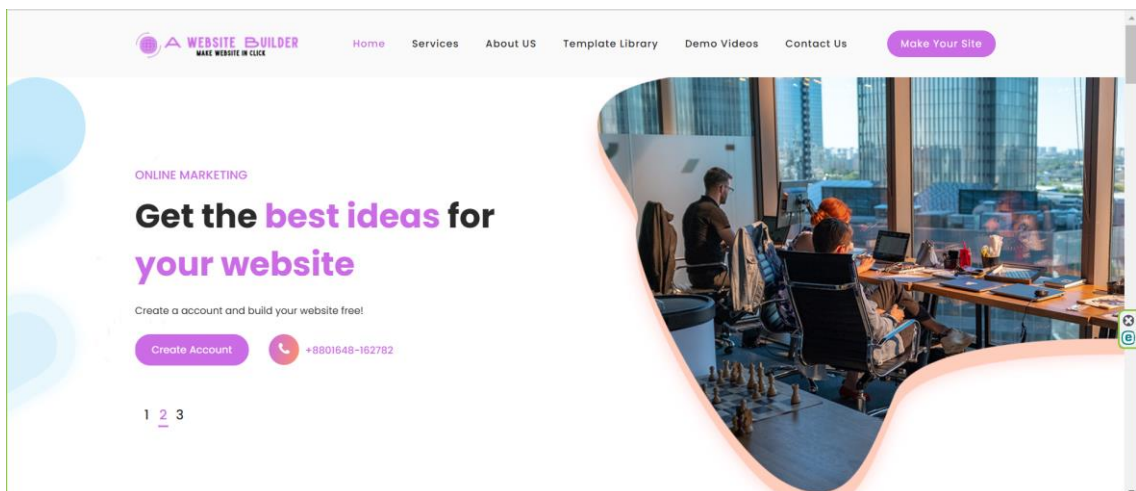 A WEBSITE BUILDER
MAKE WEBSITE IN CLICK
Home Services About US Template Library Demo Videos Contact Us Make Your Site
ONLINE MARKETING
Get the best ideas for
your website
Create a account and build your website free!
Create Account +8801648-162782
1 2 3
e